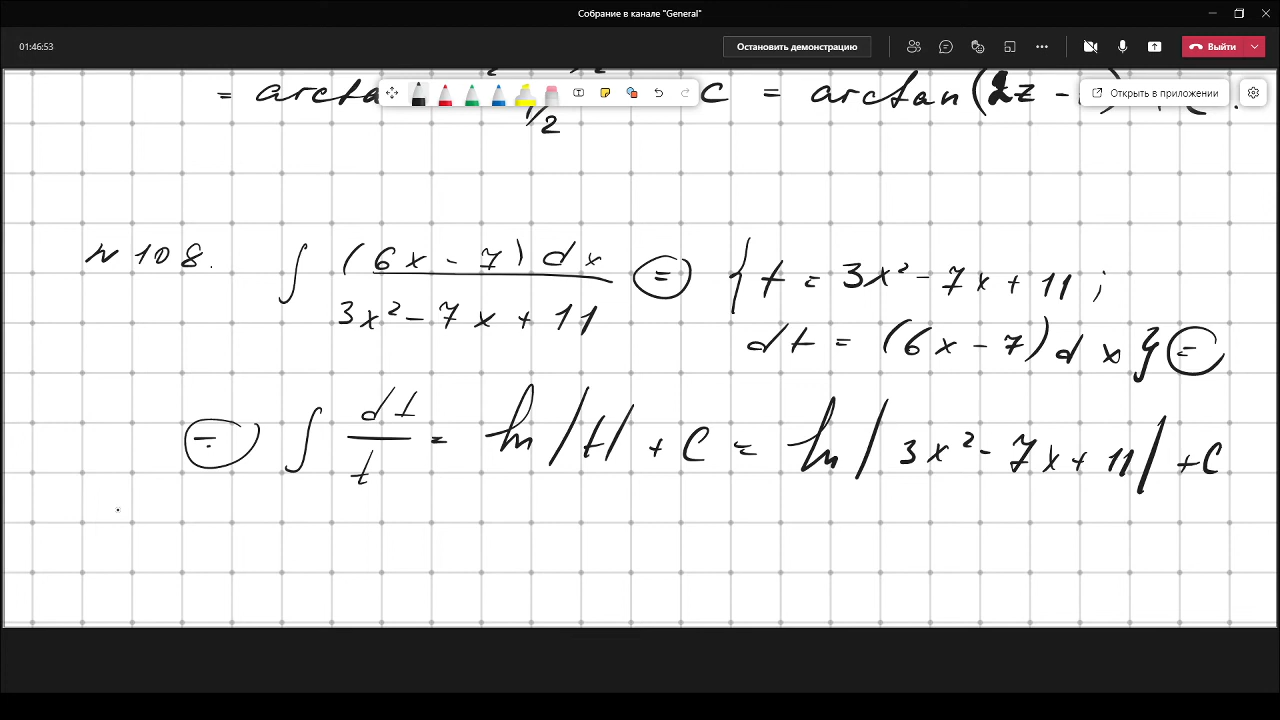 Собрание в канале "General"
01:46:53
Остановить демонстрацию
Выйти
Открыть в приложении
= arcta C = arctan(2z -
1/2
N 108. ∫ (6x - 7) dx / 3x² - 7x + 11 = { t = 3x² - 7x + 11 ;
dt = (6x - 7) dx } =
= ∫ dt / t = ln |t| + C = ln | 3x² - 7x + 11 | + C